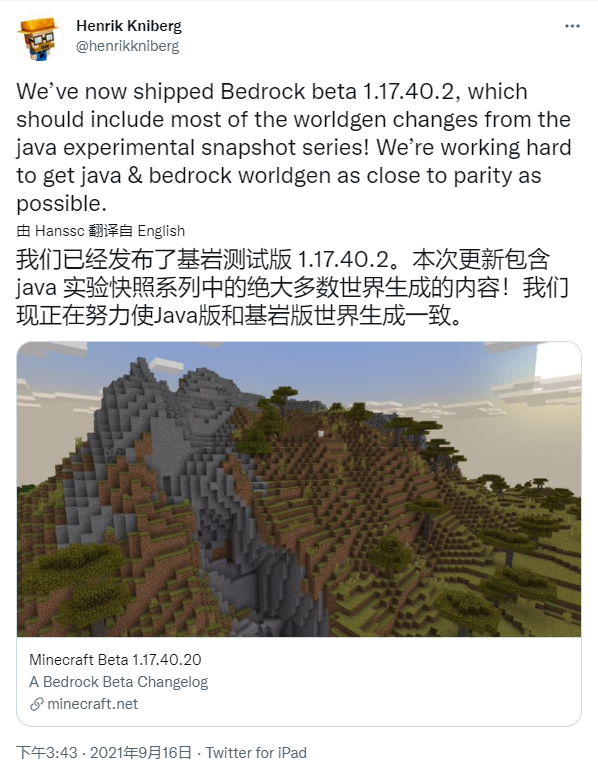 Henrik Kniberg
@henrikkniberg
We’ve now shipped Bedrock beta 1.17.40.2, which
should include most of the worldgen changes from the
java experimental snapshot series! We’re working hard
to get java & bedrock worldgen as close to parity as
possible.
由 Hanssc 翻译自 English
我们已经发布了基岩测试版 1.17.40.2。本次更新包含
java 实验快照系列中的绝大多数世界生成的内容！我们
现正在努力使Java版和基岩版世界生成一致。
Minecraft Beta 1.17.40.20
A Bedrock Beta Changelog
minecraft.net
下午3:43 · 2021年9月16日 · Twitter for iPad